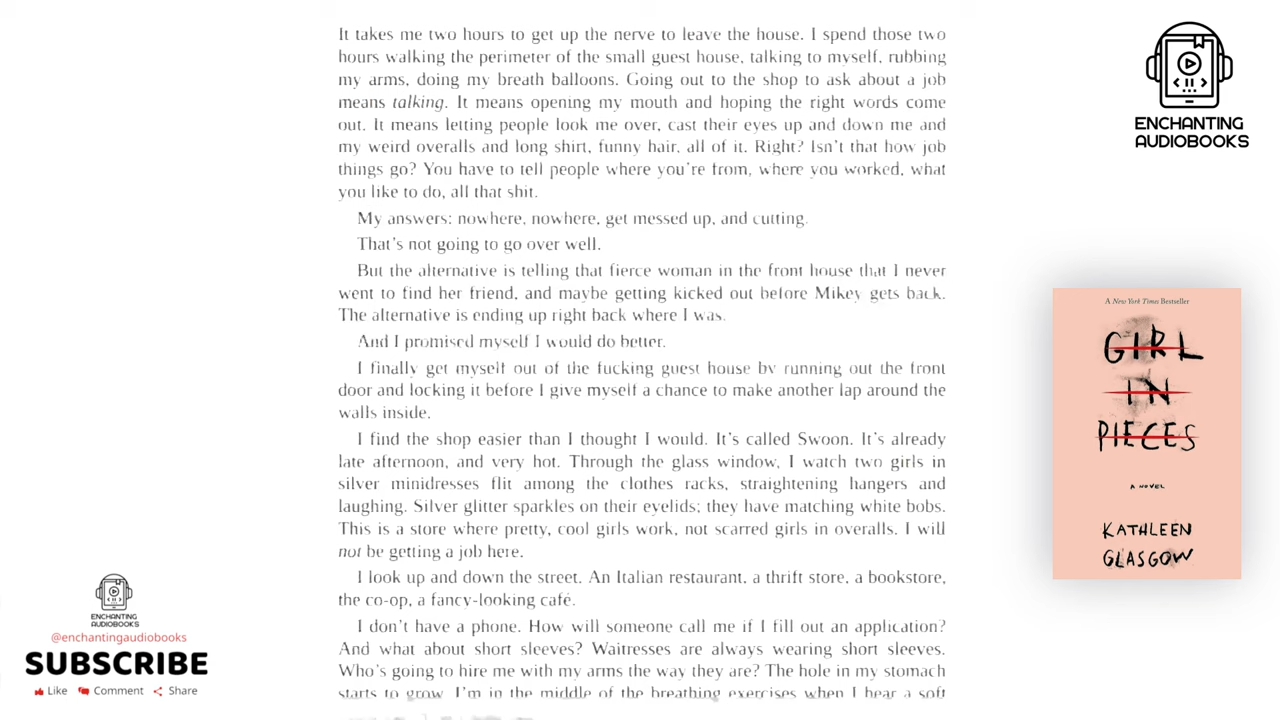 It takes me two hours to get up the nerve to leave the house. I spend those two
hours walking the perimeter of the small guest house, talking to myself, rubbing
my arms, doing my breath balloons. Going out to the shop to ask about a job
means talking. It means opening my mouth and hoping the right words come
out. It means letting people look me over, cast their eyes up and down me and
my weird overalls and long shirt, funny hair, all of it. Right? Isn't that how job
things go? You have to tell people where you're from, where you worked, what
you like to do, all that shit.
My answers: nowhere, nowhere, get messed up, and cutting.
That's not going to go over well.
But the alternative is telling that fierce woman in the front house that I never
went to find her friend, and maybe getting kicked out before Mikey gets back.
The alternative is ending up right back where I was.
And I promised myself I would do better.
I finally get myself out of the fucking guest house by running out the front
door and locking it before I give myself a chance to make another lap around the
walls inside.
I find the shop easier than I thought I would. It's called Swoon. It's already
late afternoon, and very hot. Through the glass window, I watch two girls in
silver minidresses flit among the clothes racks, straightening hangers and
laughing. Silver glitter sparkles on their eyelids; they have matching white bobs.
This is a store where pretty, cool girls work, not scarred girls in overalls. I will
not be getting a job here.
I look up and down the street. An Italian restaurant, a thrift store, a bookstore,
the co-op, a fancy-looking café.
I don't have a phone. How will someone call me if I fill out an application?
And what about short sleeves? Waitresses are always wearing short sleeves.
Who's going to hire me with my arms the way they are? The hole in my stomach
starts to grow. I'm in the middle of the breathing exercises when I hear a soft
ENCHANTING
AUDIOBOOKS
A New York Times Bestseller
GIRL
IN
PIECES
A NOVEL
KATHLEEN
GLASGOW
ENCHANTING
AUDIOBOOKS
@enchantingaudiobooks
SUBSCRIBE
Like Comment Share